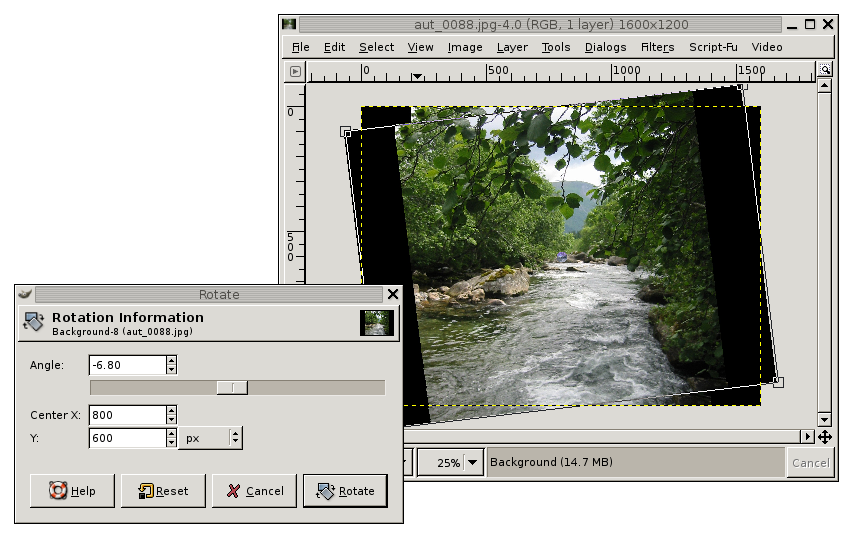 aut_0088.jpg-4.0 (RGB, 1 layer) 1600x1200
File Edit Select View Image Layer Tools Dialogs Filters Script-Fu Video
0 500 1000 1500
0
500
Rotate
Rotation Information
Background-8 (aut_0088.jpg)
Angle: -6.80
Center X: 800
Y: 600 px
Help Reset Cancel Rotate
25% Background (14.7 MB) Cancel